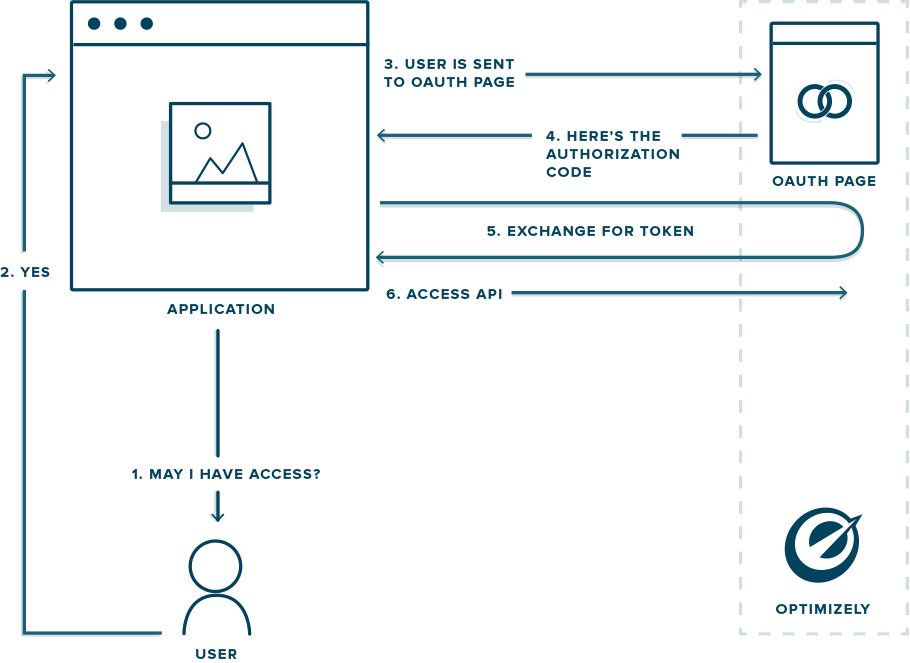 3. USER IS SENT
TO OAUTH PAGE
4. HERE'S THE
AUTHORIZATION
CODE
OAUTH PAGE
5. EXCHANGE FOR TOKEN
2. YES
6. ACCESS API
APPLICATION
1. MAY I HAVE ACCESS?
OPTIMIZELY
USER